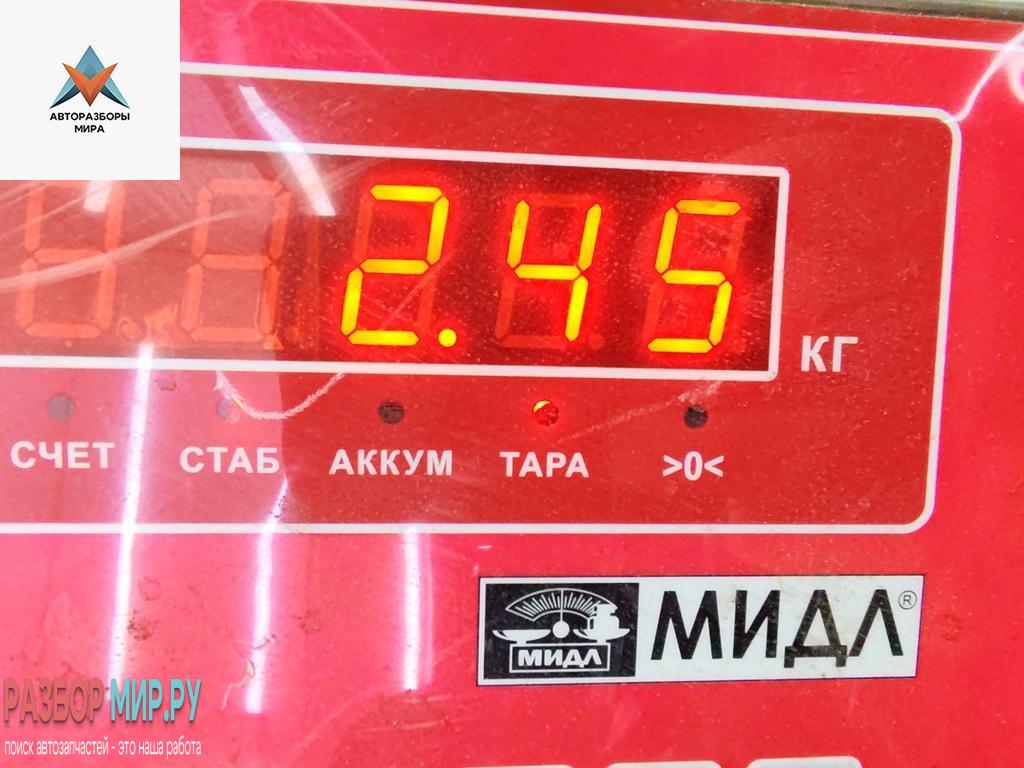 АВТОРАЗБОРЫ
МИРА
2.45
КГ
СЧЕТ СТАБ АККУМ ТАРА >0<
МИДЛ МИДЛ®
РАЗБОР МИР.РУ
поиск автозапчастей - это наша работа